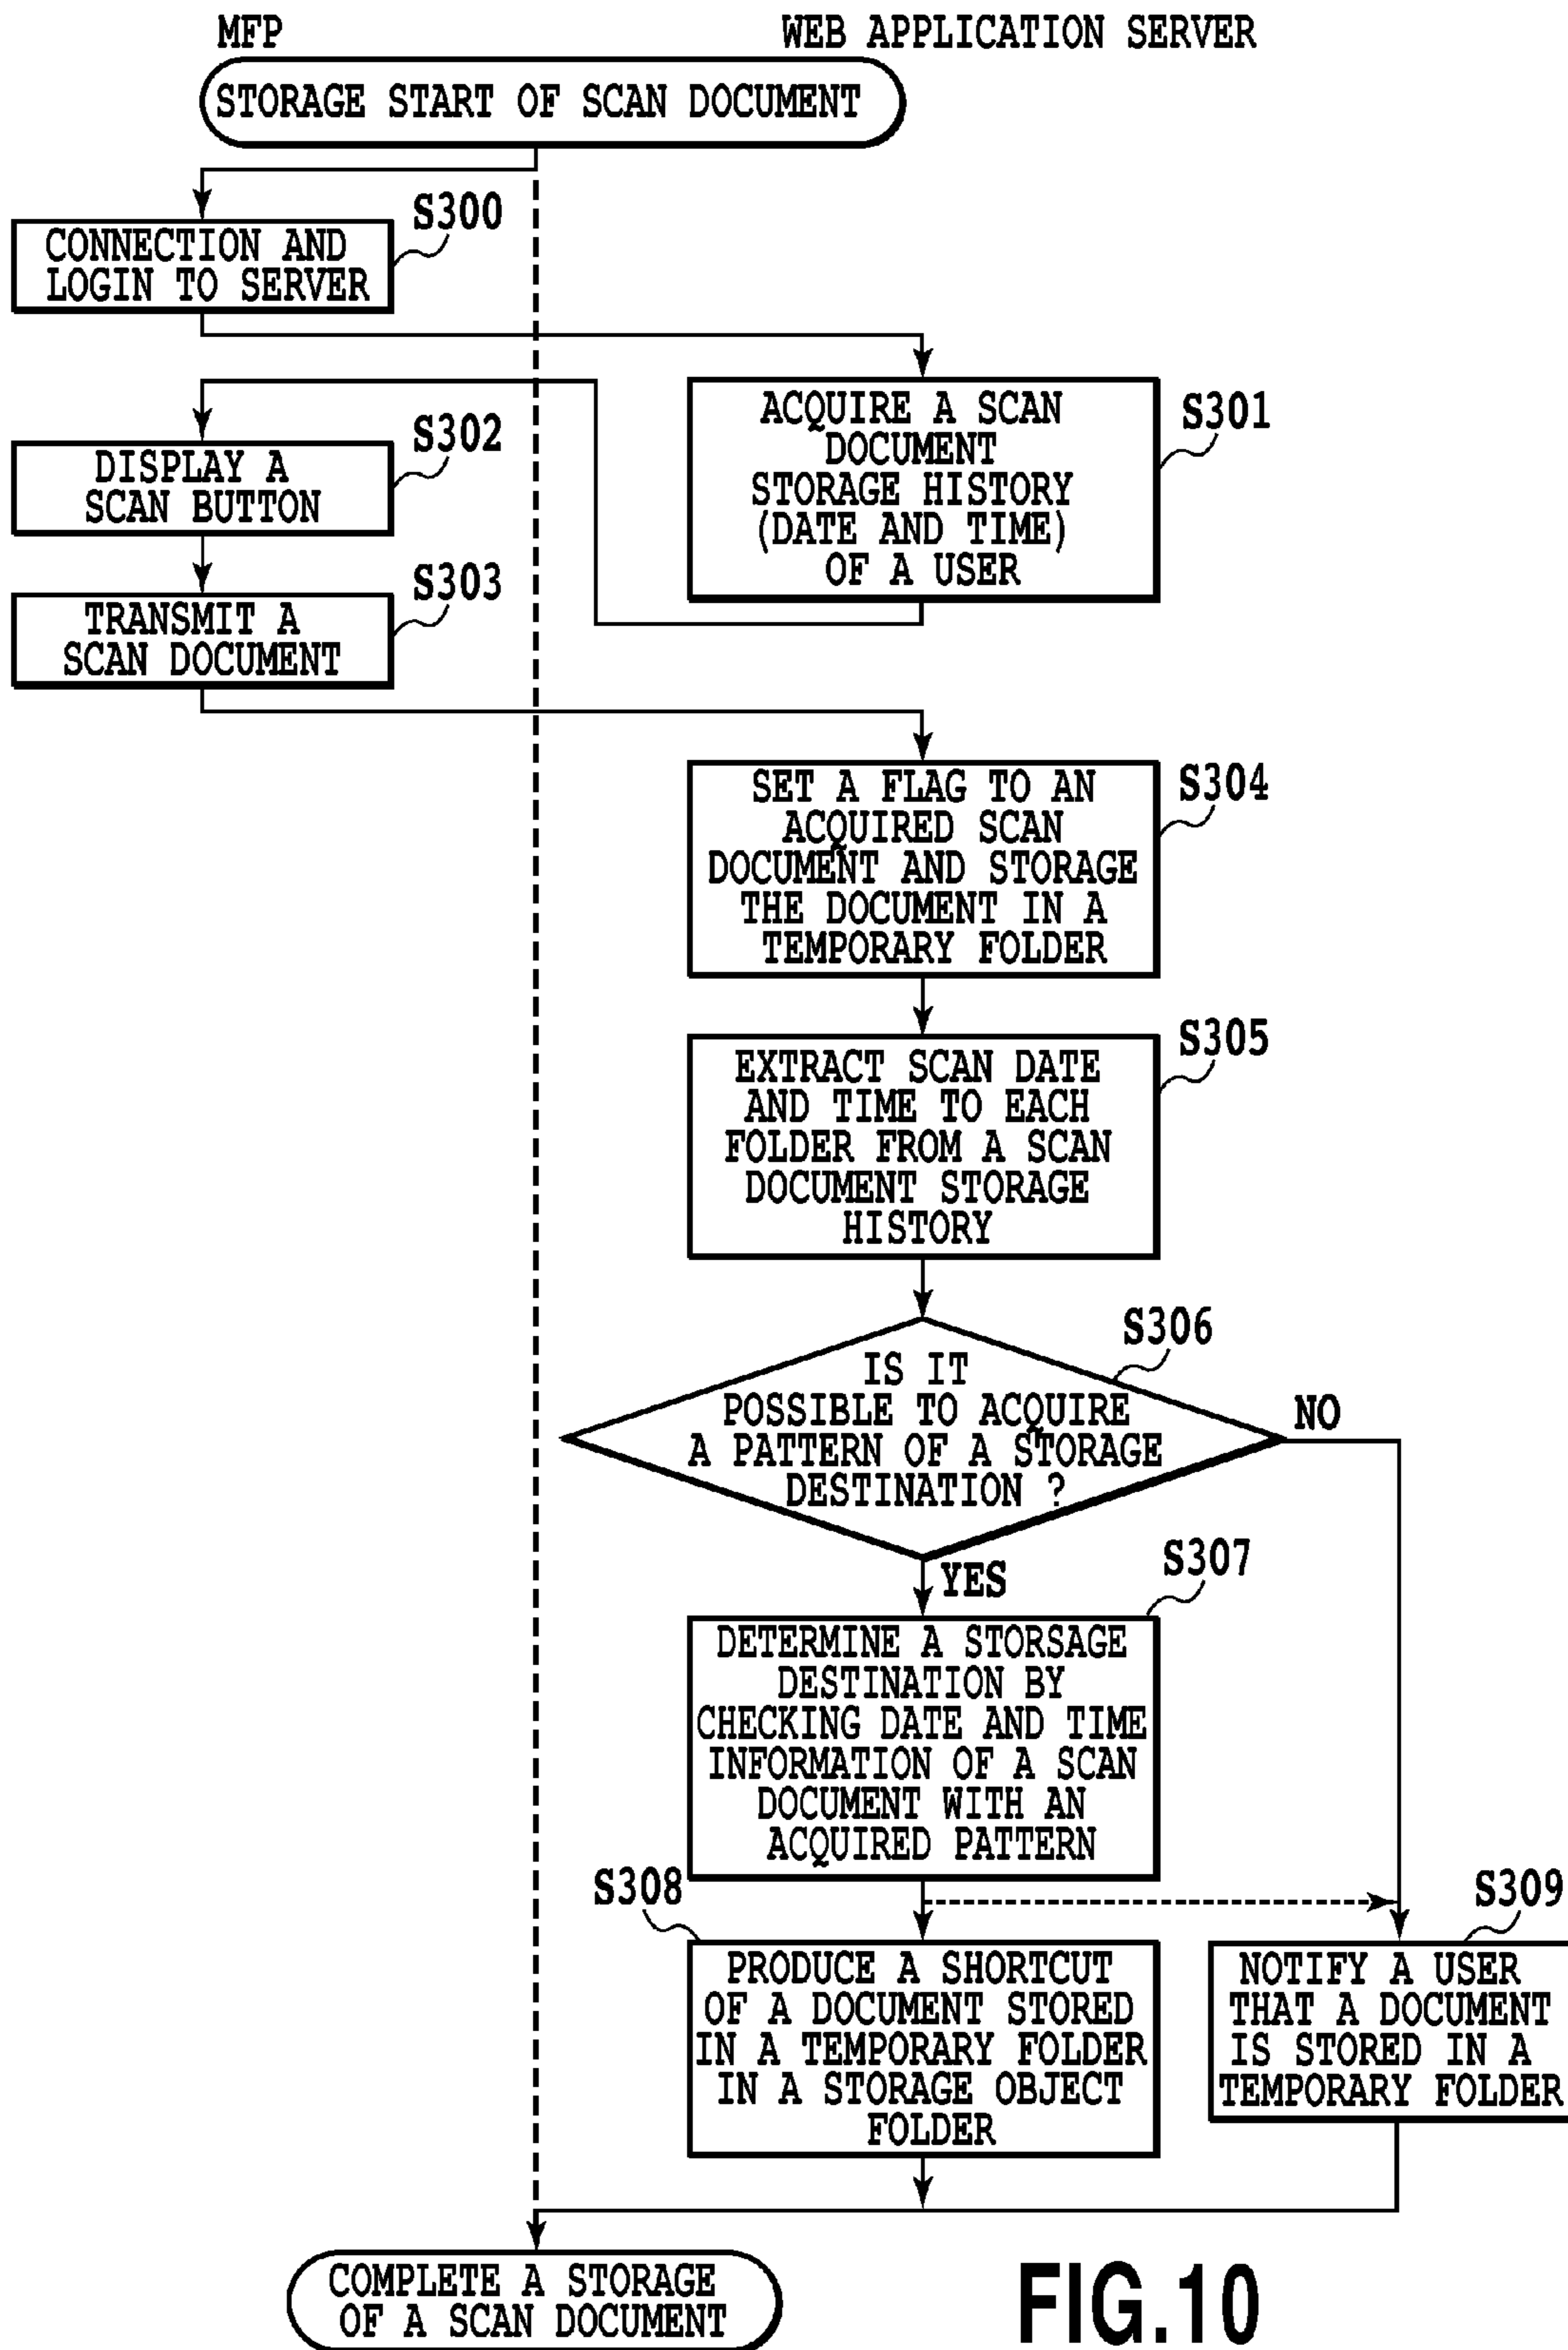 MFP
WEB APPLICATION SERVER
STORAGE START OF SCAN DOCUMENT
S300
CONNECTION AND
LOGIN TO SERVER
S301
ACQUIRE A SCAN
DOCUMENT
STORAGE HISTORY
(DATE AND TIME)
OF A USER
S302
DISPLAY A
SCAN BUTTON
S303
TRANSMIT A
SCAN DOCUMENT
S304
SET A FLAG TO AN
ACQUIRED SCAN
DOCUMENT AND STORAGE
THE DOCUMENT IN A
TEMPORARY FOLDER
S305
EXTRACT SCAN DATE
AND TIME TO EACH
FOLDER FROM A SCAN
DOCUMENT STORAGE
HISTORY
S306
IS IT
POSSIBLE TO ACQUIRE
A PATTERN OF A STORAGE
DESTINATION ?
NO
YES
S307
DETERMINE A STORSAGE
DESTINATION BY
CHECKING DATE AND TIME
INFORMATION OF A SCAN
DOCUMENT WITH AN
ACQUIRED PATTERN
S308
PRODUCE A SHORTCUT
OF A DOCUMENT STORED
IN A TEMPORARY FOLDER
IN A STORAGE OBJECT
FOLDER
S309
NOTIFY A USER
THAT A DOCUMENT
IS STORED IN A
TEMPORARY FOLDER
COMPLETE A STORAGE
OF A SCAN DOCUMENT
FIG.10